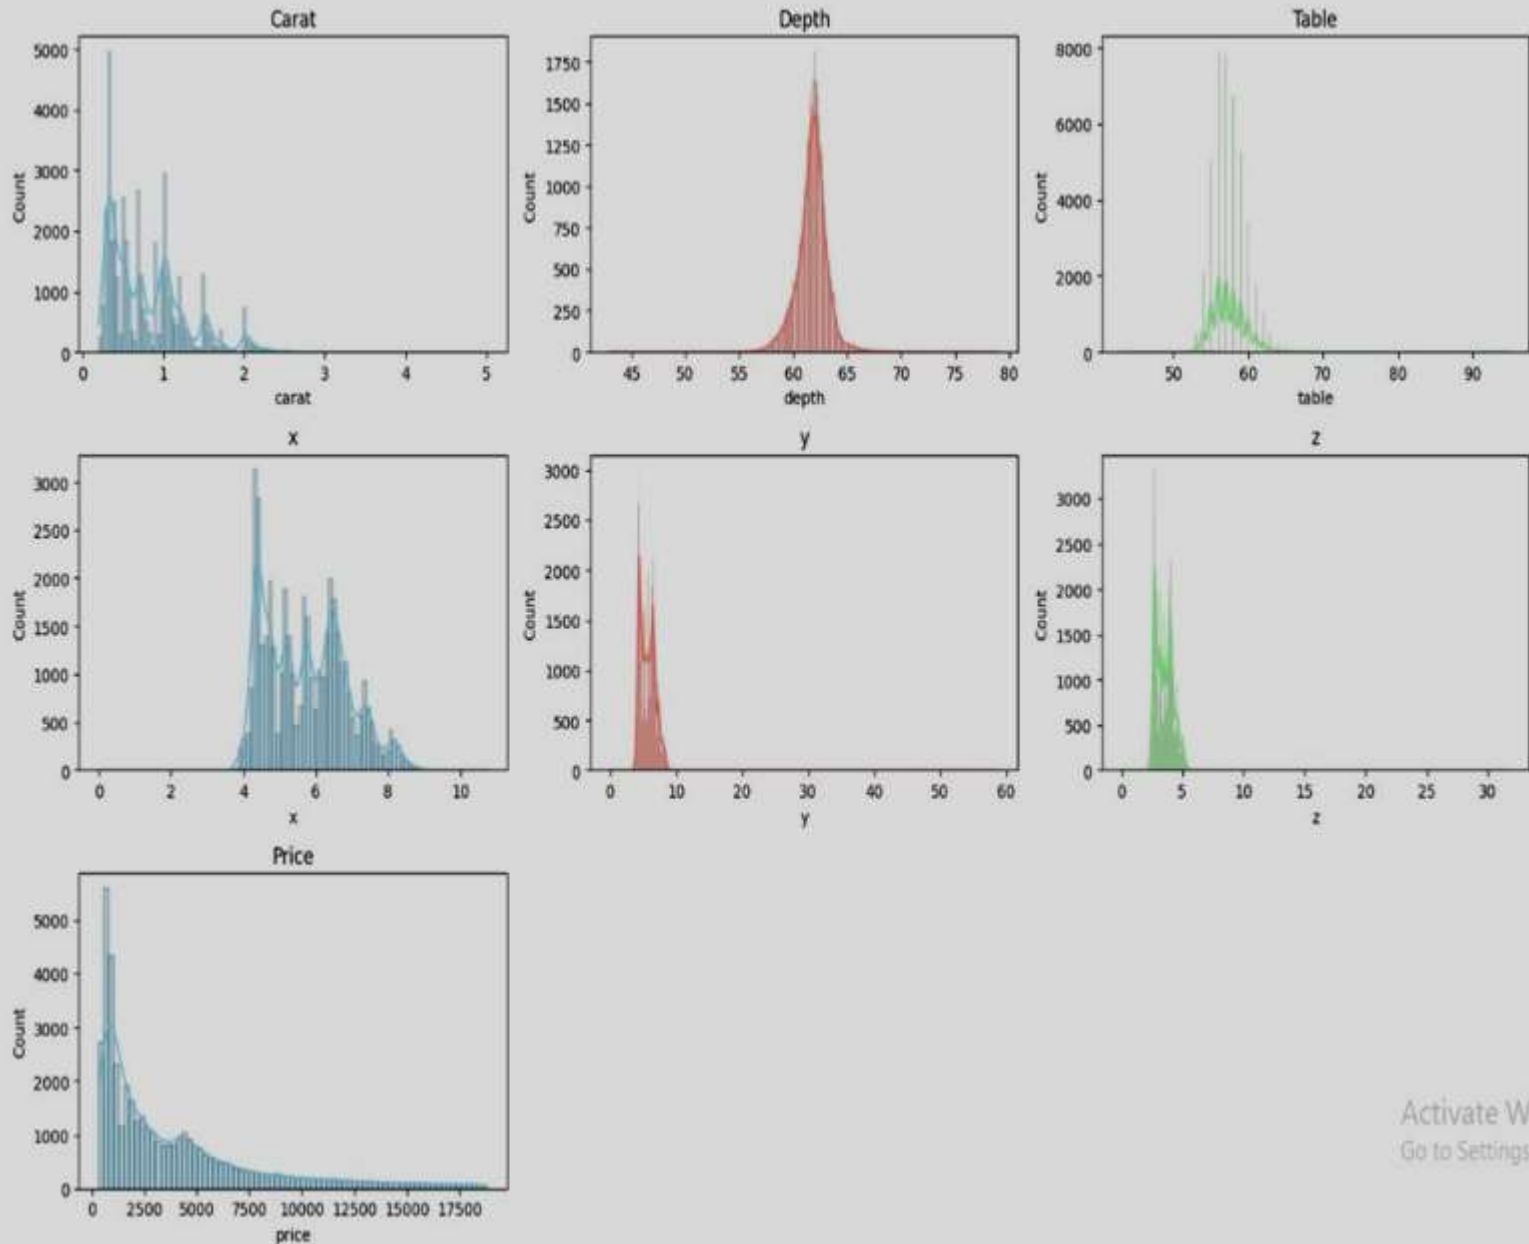 Carat
Depth
Table
5000
4000
3000
2000
1000
0
Count
0 1 2 3 4 5
carat
1750
1500
1250
1000
750
500
250
0
Count
45 50 55 60 65 70 75 80
depth
8000
6000
4000
2000
0
Count
50 60 70 80 90
table
x
y
z
3000
2500
2000
1500
1000
500
0
Count
0 2 4 6 8 10
x
3000
2500
2000
1500
1000
500
0
Count
0 10 20 30 40 50 60
y
3000
2500
2000
1500
1000
500
0
Count
0 5 10 15 20 25 30
z
Price
5000
4000
3000
2000
1000
0
Count
0 2500 5000 7500 10000 12500 15000 17500
price
Activate W
Go to Settings